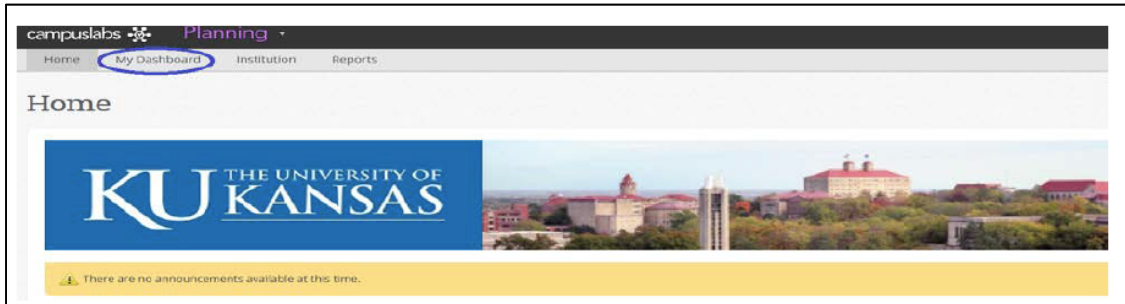 campuslabs Planning
Home My Dashboard Institution Reports
Home
KU THE UNIVERSITY OF
KANSAS
There are no announcements available at this time.